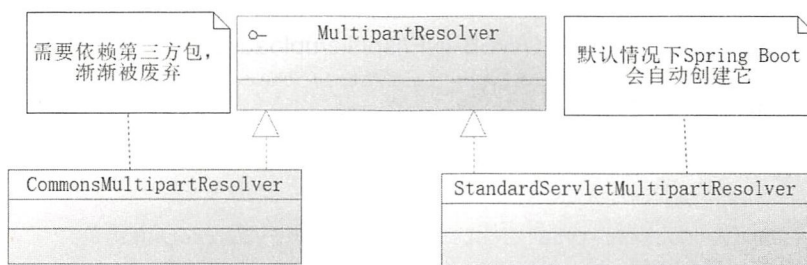 需要依赖第三方包，
渐渐被废弃
MultipartResolver
默认情况下Spring Boot
会自动创建它
CommonsMultipartResolver
StandardServletMultipartResolver